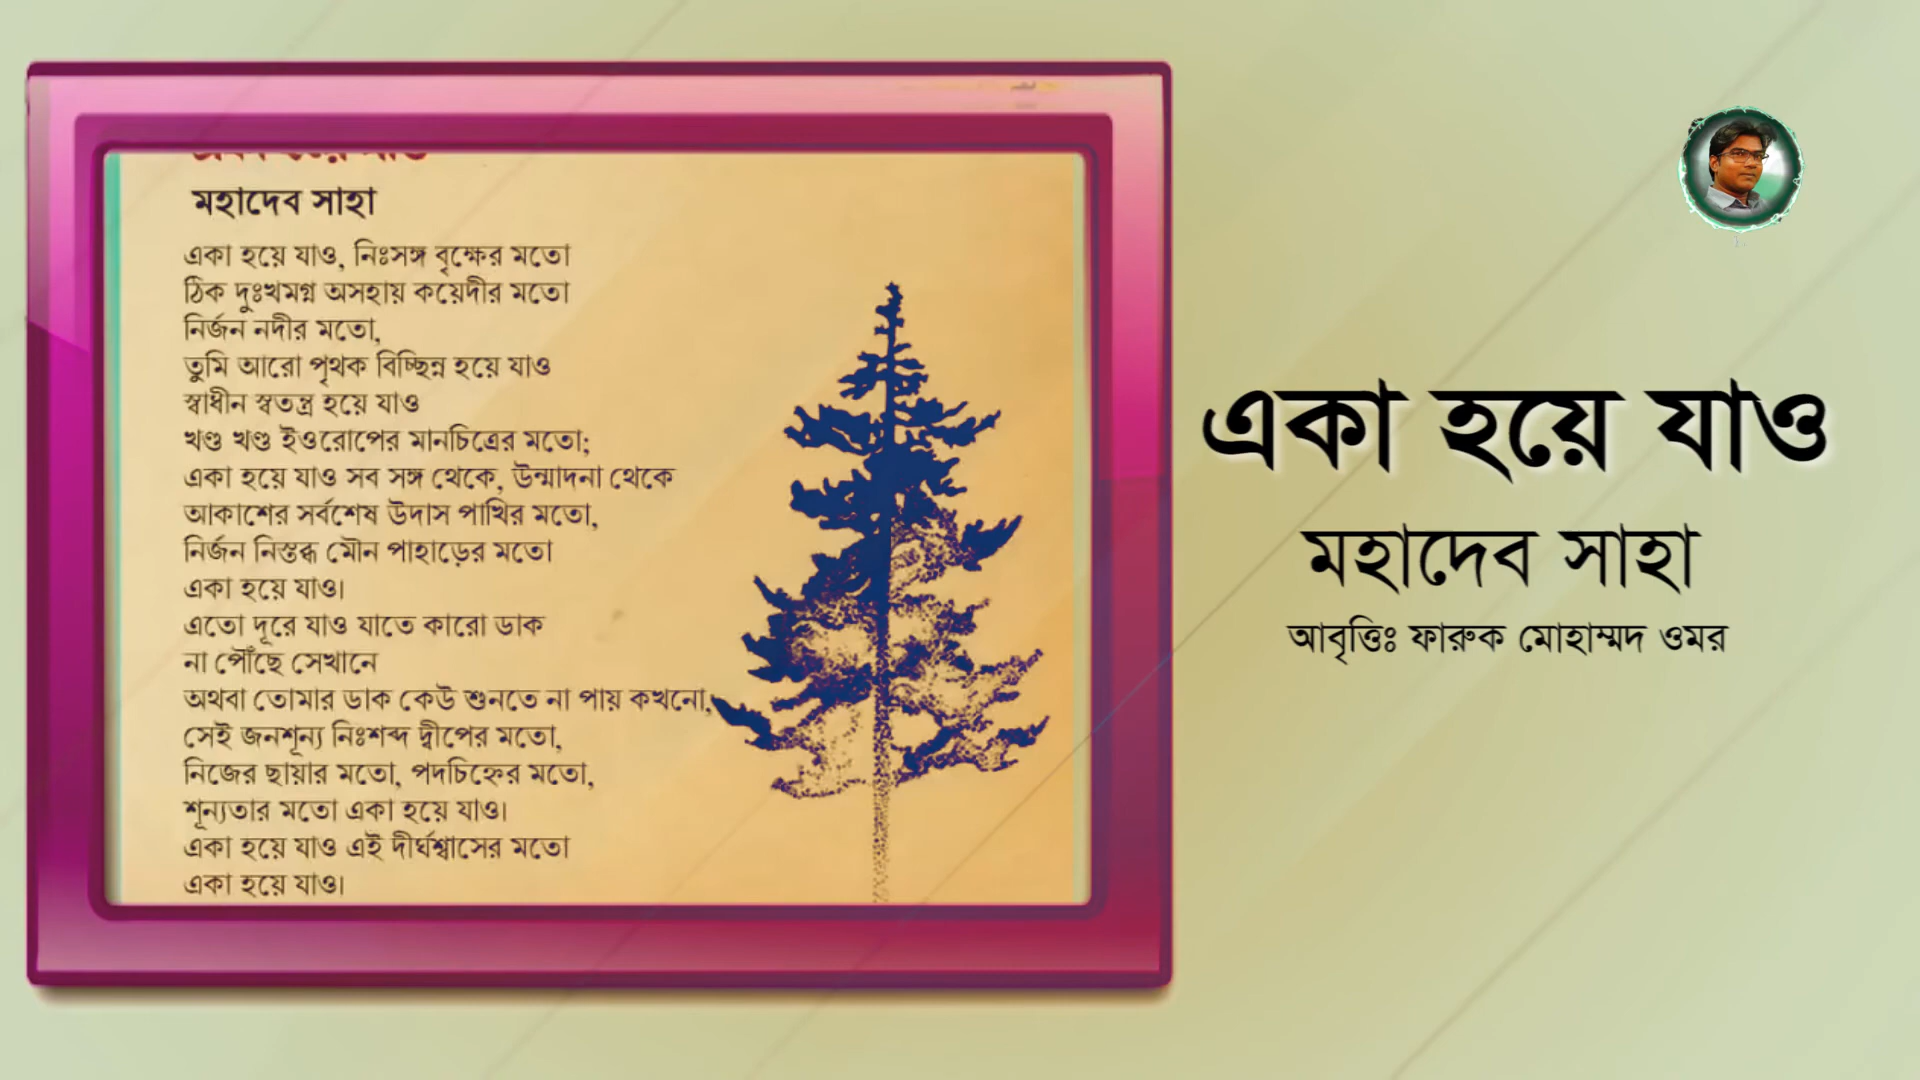 একা হয়ে যাও
মহাদেব সাহা
একা হয়ে যাও, নিঃসঙ্গ বৃক্ষের মতো
ঠিক দুঃখমগ্ন অসহায় কয়েদীর মতো
নির্জন নদীর মতো,
তুমি আরো পৃথক বিচ্ছিন্ন হয়ে যাও
স্বাধীন স্বতন্ত্র হয়ে যাও
খণ্ড খণ্ড ইওরোপের মানচিত্রের মতো;
একা হয়ে যাও সব সঙ্গ থেকে, উন্মাদনা থেকে
আকাশের সর্বশেষ উদাস পাখির মতো,
নির্জন নিস্তব্ধ মৌন পাহাড়ের মতো
একা হয়ে যাও।
এতো দূরে যাও যাতে কারো ডাক
না পৌঁছে সেখানে
অথবা তোমার ডাক কেউ শুনতে না পায় কখনো,
সেই জনশূন্য নিঃশব্দ দ্বীপের মতো,
নিজের ছায়ার মতো, পদচিহ্নের মতো,
শূন্যতার মতো একা হয়ে যাও।
একা হয়ে যাও এই দীর্ঘশ্বাসের মতো
একা হয়ে যাও।
একা হয়ে যাও
মহাদেব সাহা
আবৃত্তিঃ ফারুক মোহাম্মদ ওমর